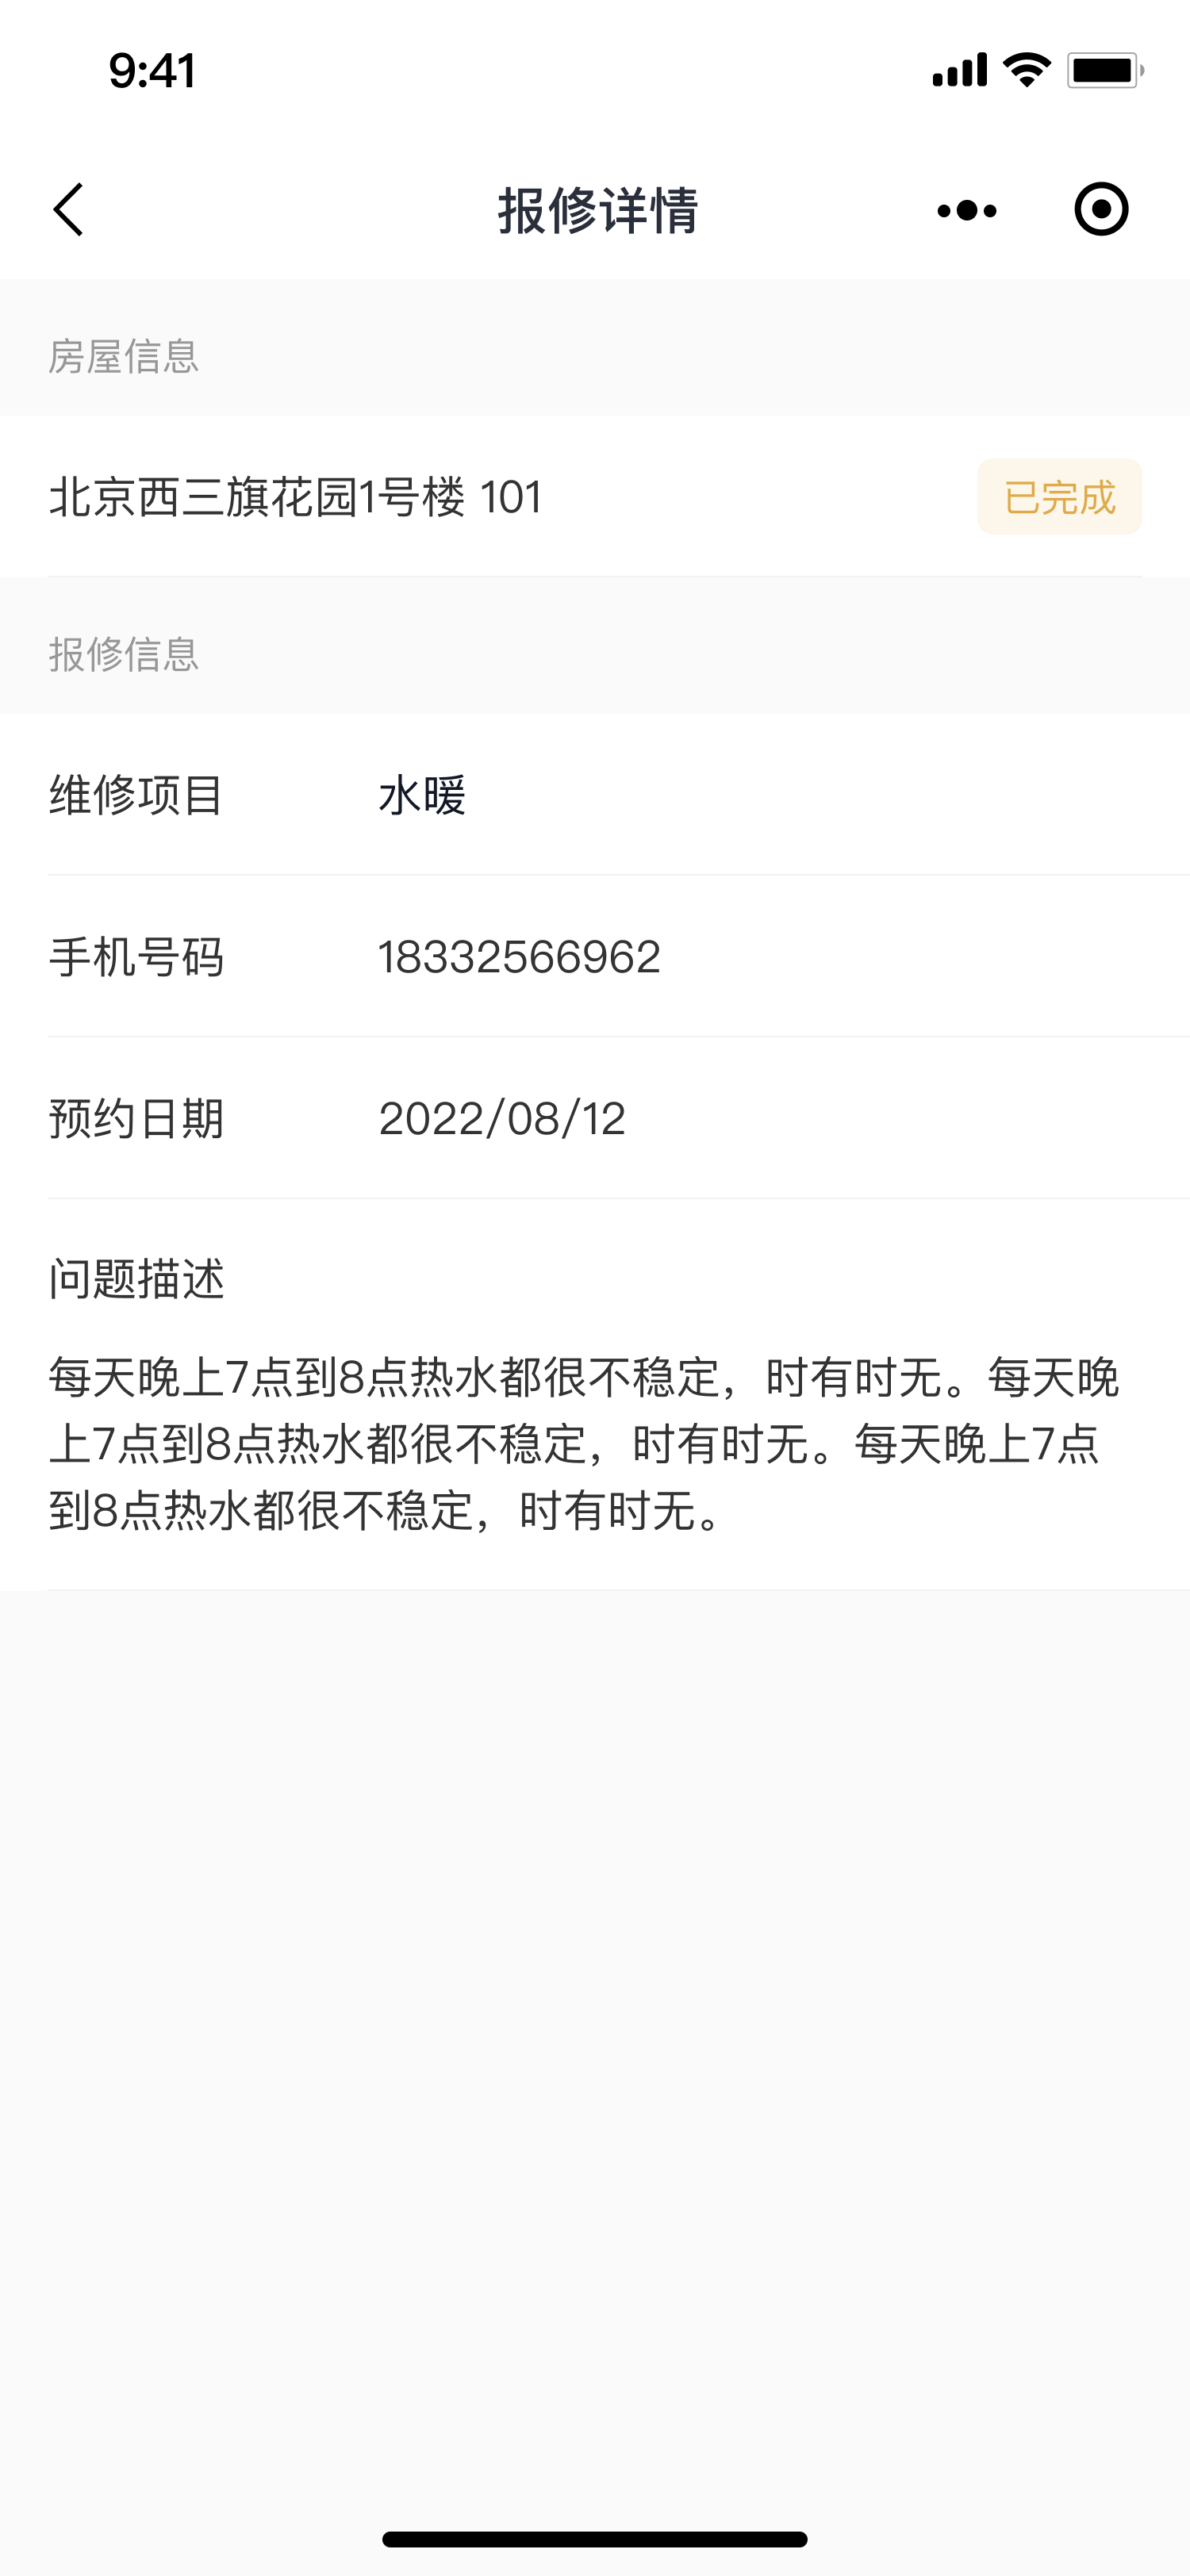 9:41
报修详情
房屋信息
北京西三旗花园1号楼 101
已完成
报修信息
维修项目 水暖
手机号码 18332566962
预约日期 2022/08/12
问题描述
每天晚上7点到8点热水都很不稳定，时有时无。每天晚
上7点到8点热水都很不稳定，时有时无。每天晚上7点
到8点热水都很不稳定，时有时无。